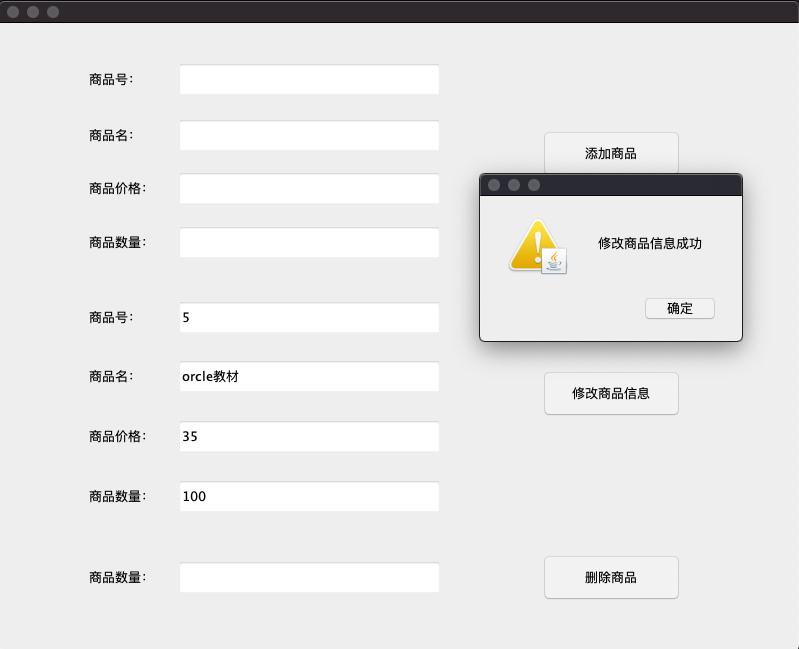 商品号：
商品名：
添加商品
商品价格：
商品数量：
修改商品信息成功
确定
商品号：
5
商品名：
orcle教材
修改商品信息
商品价格：
35
商品数量：
100
商品数量：
删除商品